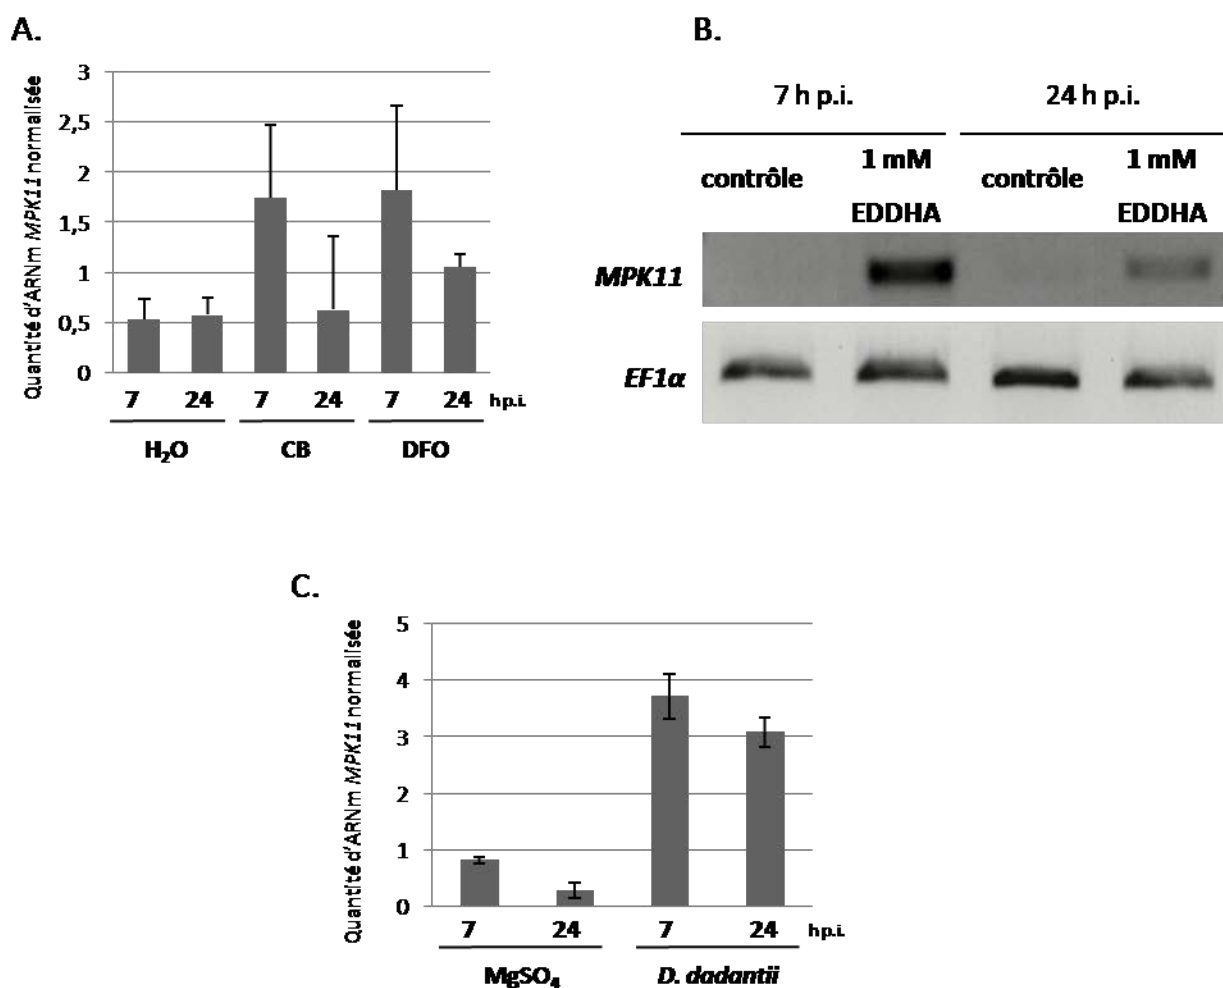 A.
Quantité d'ARNm MPK11 normalisée
3
2,5
2
1,5
1
0,5
0
7 24 7 24 7 24 h p.i.
H₂O CB DFO
B.
7 h p.i. 24 h p.i.
contrôle 1 mM EDDHA contrôle 1 mM EDDHA
MPK11
EF1α
C.
Quantité d'ARNm MPK11 normalisée
5
4
3
2
1
0
7 24 7 24 h p.i.
MgSO₄ D. dadantii